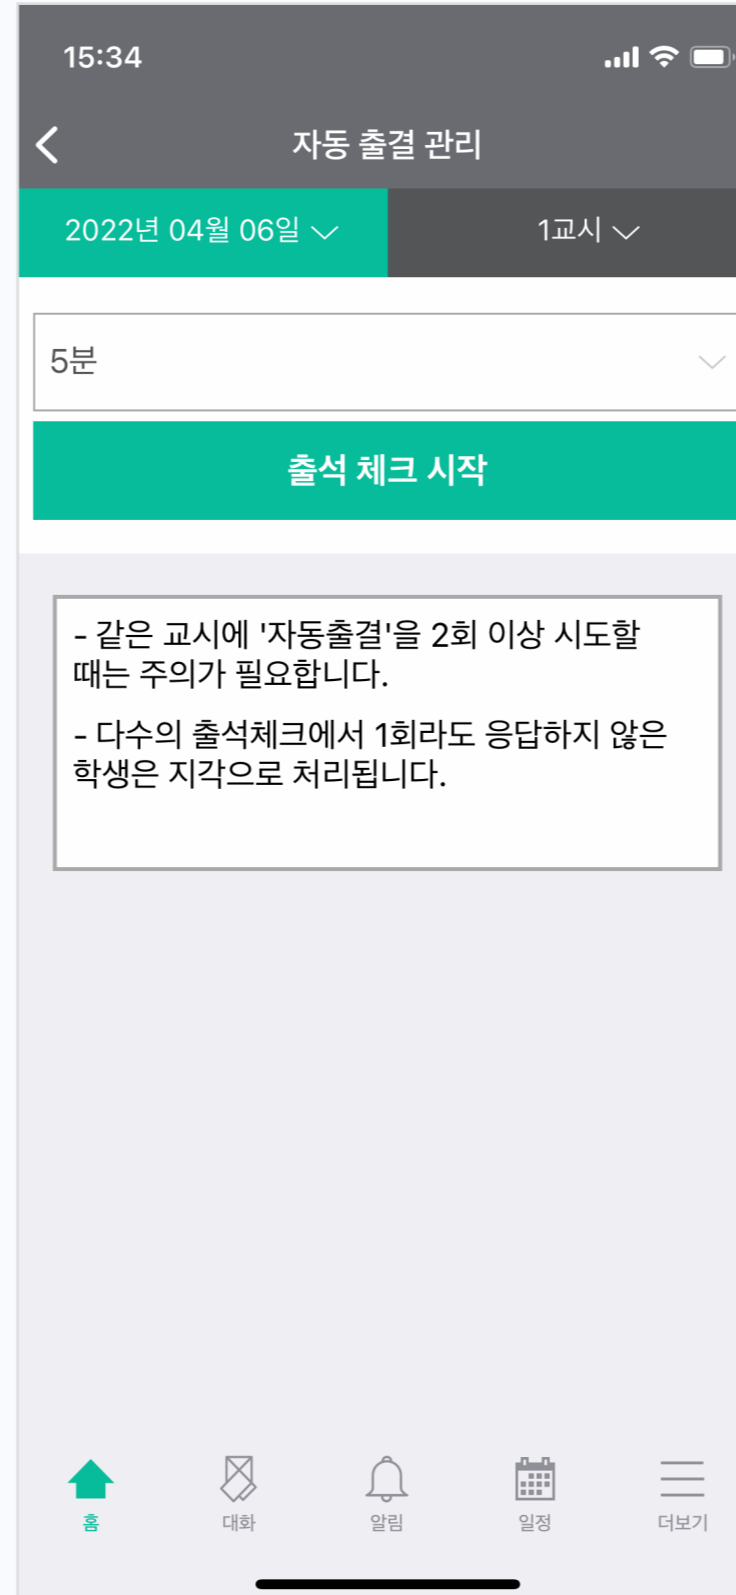 15:34
자동 출결 관리
2022년 04월 06일
1교시
5분
출석 체크 시작
- 같은 교시에 '자동출결'을 2회 이상 시도할
때는 주의가 필요합니다.
- 다수의 출석체크에서 1회라도 응답하지 않은
학생은 지각으로 처리됩니다.
홈
대화
알림
일정
더보기